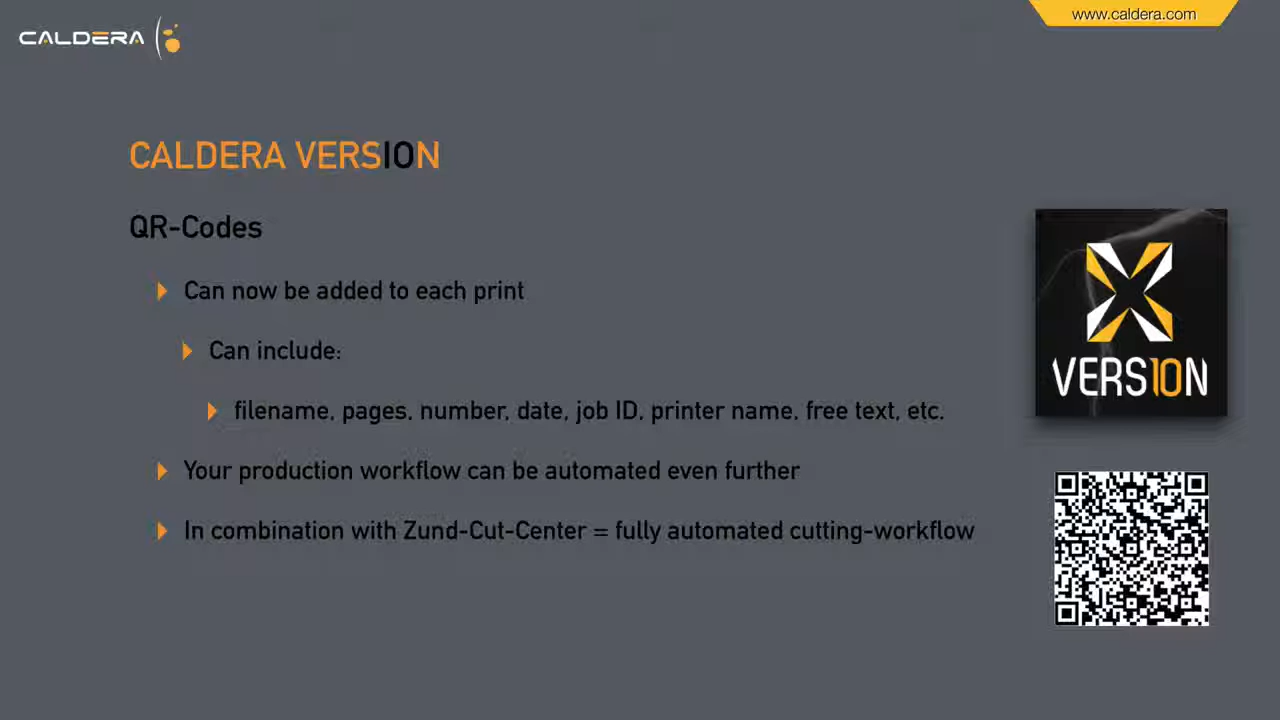 CALDERA
www.caldera.com
CALDERA VERS10N
QR-Codes
Can now be added to each print
Can include:
filename, pages, number, date, job ID, printer name, free text, etc.
Your production workflow can be automated even further
In combination with Zund-Cut-Center = fully automated cutting-workflow
X
VERS10N